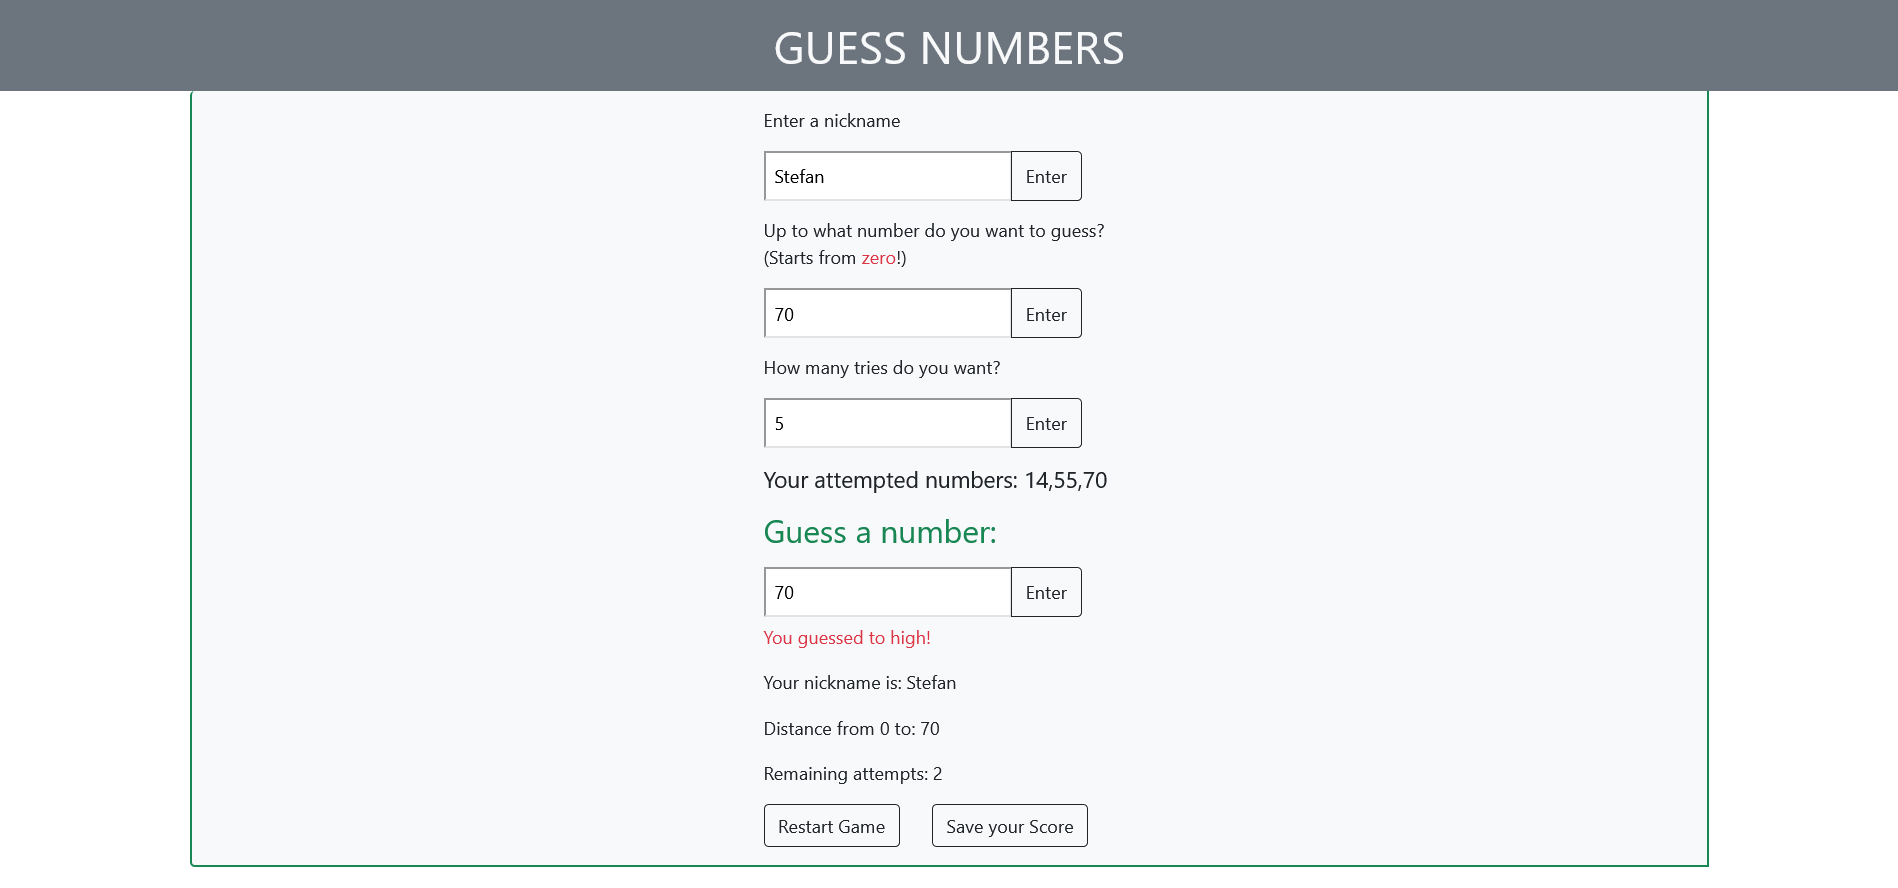 GUESS NUMBERS
Enter a nickname
Stefan Enter
Up to what number do you want to guess?
(Starts from zero!)
70 Enter
How many tries do you want?
5 Enter
Your attempted numbers: 14,55,70
Guess a number:
70 Enter
You guessed to high!
Your nickname is: Stefan
Distance from 0 to: 70
Remaining attempts: 2
Restart Game Save your Score